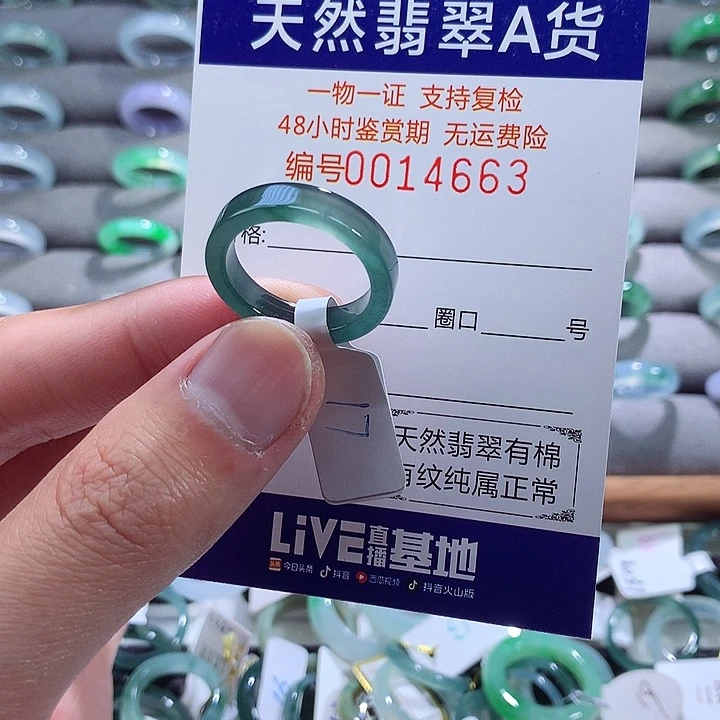 天然翡翠A货
一物一证 支持复检
48小时鉴赏期 无运费险
编号0014663
格:
圈口 号
天然翡翠有棉
有纹纯属正常
LiVE直播基地
头条 今日头条 抖音 西瓜视频 抖音火山版